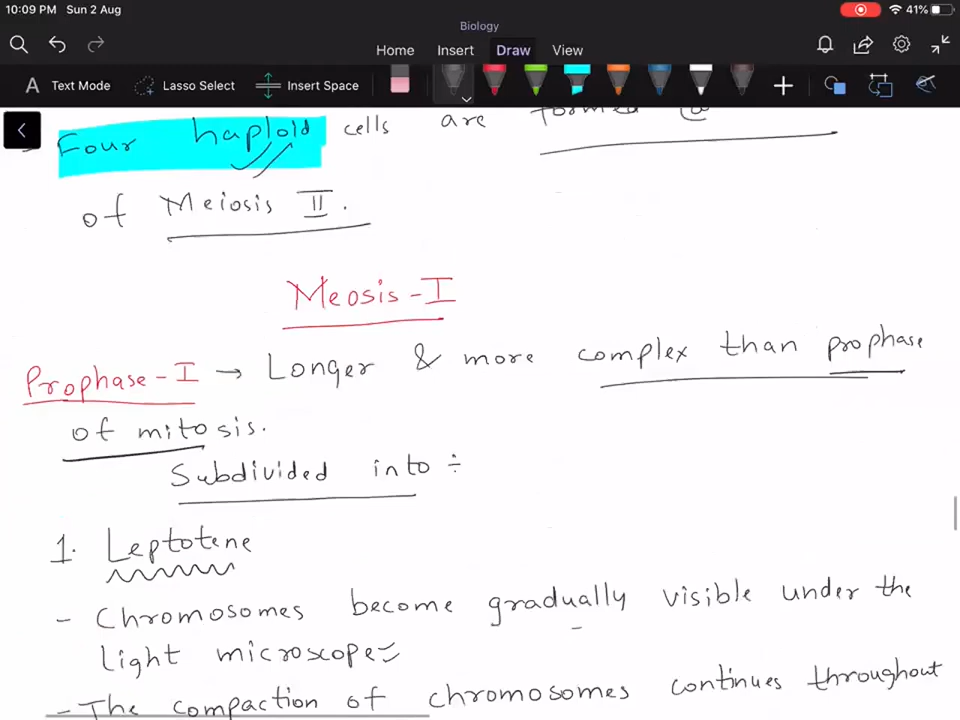 10:09 PM Sun 2 Aug
41%
Biology
Home Insert Draw View
Text Mode Lasso Select Insert Space
Four haploid cells are formed @
of Meiosis II.
Meosis - I
Prophase - I → Longer & more complex than prophase
of mitosis.
Subdivided into ÷
1. Leptotene
- Chromosomes become gradually visible under the
light microscope
- The compaction of chromosomes continues throughout